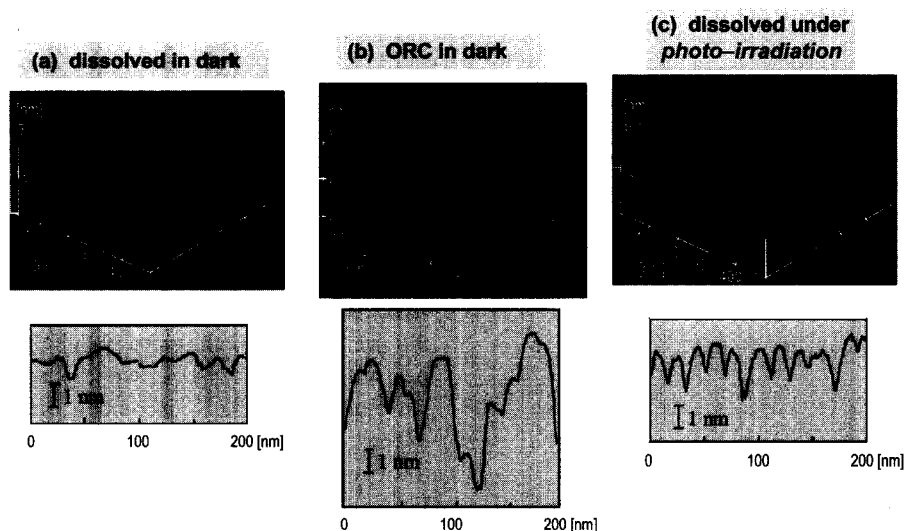 (a) dissolved in dark
(b) ORC in dark
(c) dissolved under
photo–irradiation
1 nm
0 100 200 [nm]
1 nm
0 100 200 [nm]
1 nm
0 100 200 [nm]